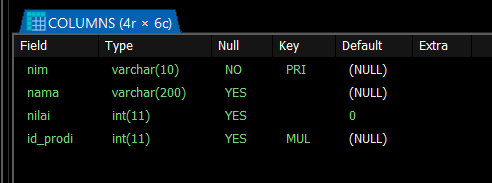 COLUMNS (4r × 6c)
Field Type Null Key Default Extra
nim varchar(10) NO PRI (NULL)
nama varchar(200) YES (NULL)
nilai int(11) YES 0
id_prodi int(11) YES MUL (NULL)